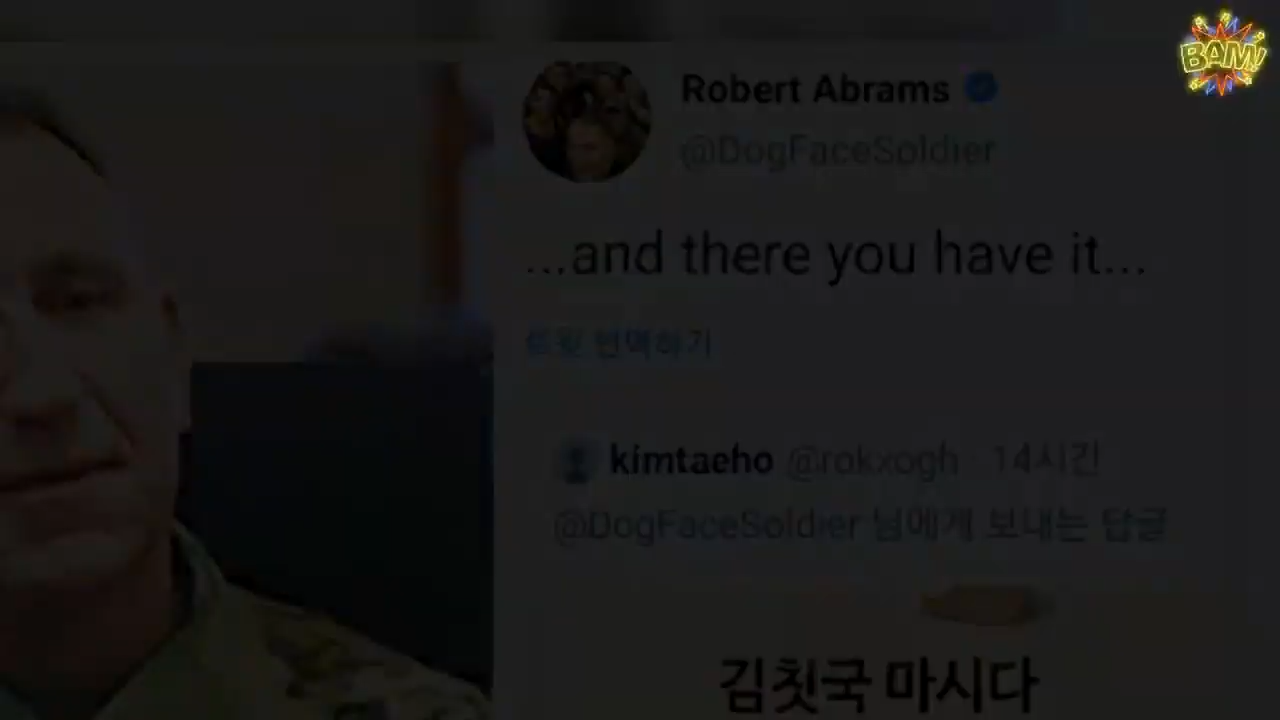 BAM!
Robert Abrams
@DogFaceSoldier
...and there you have it...
트윗 번역하기
kimtaeho @rokxogh · 14시간
@DogFaceSoldier 님에게 보내는 답글
김칫국 마시다